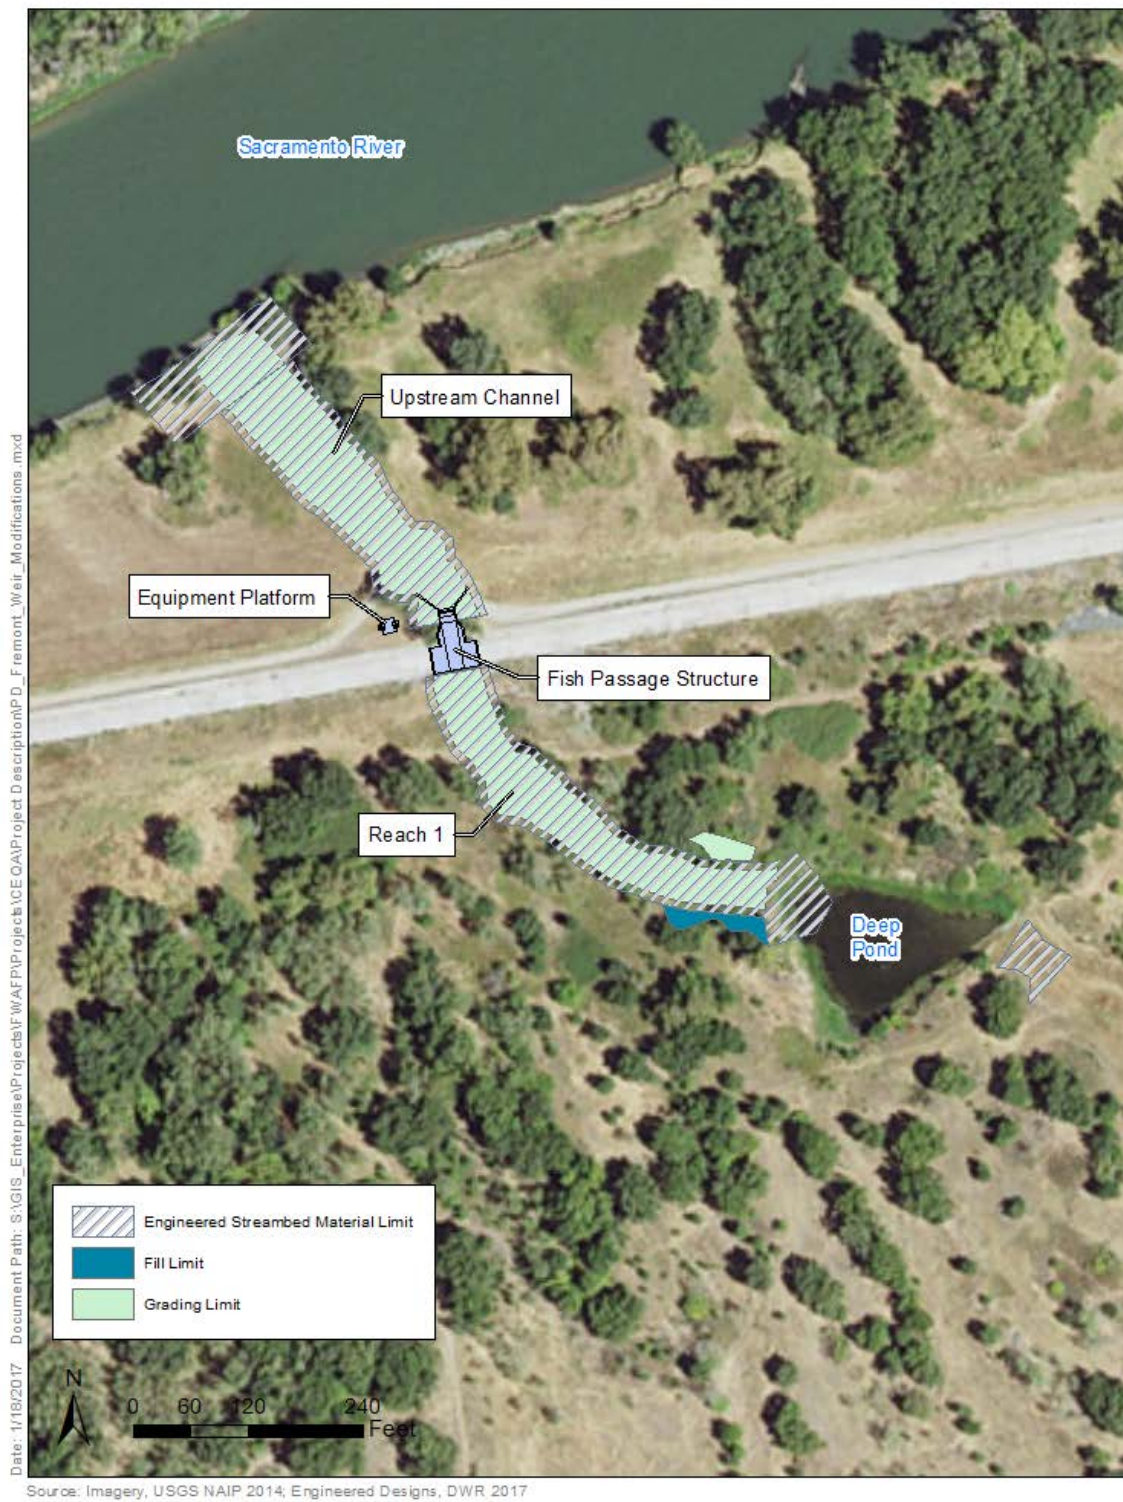 Sacramento River
Upstream Channel
Equipment Platform
Fish Passage Structure
Reach 1
Deep
Pond
Engineered Streambed Material Limit
Fill Limit
Grading Limit
N
0 60 120 240
Feet
Date: 1/18/2017 Document Path: S:\GIS_Enterprise\Projects\FWAFP\Projects\CEQA\Project Description\PD_Fremont_Weir_Modifications.mxd
Source: Imagery, USGS NAIP 2014; Engineered Designs, DWR 2017